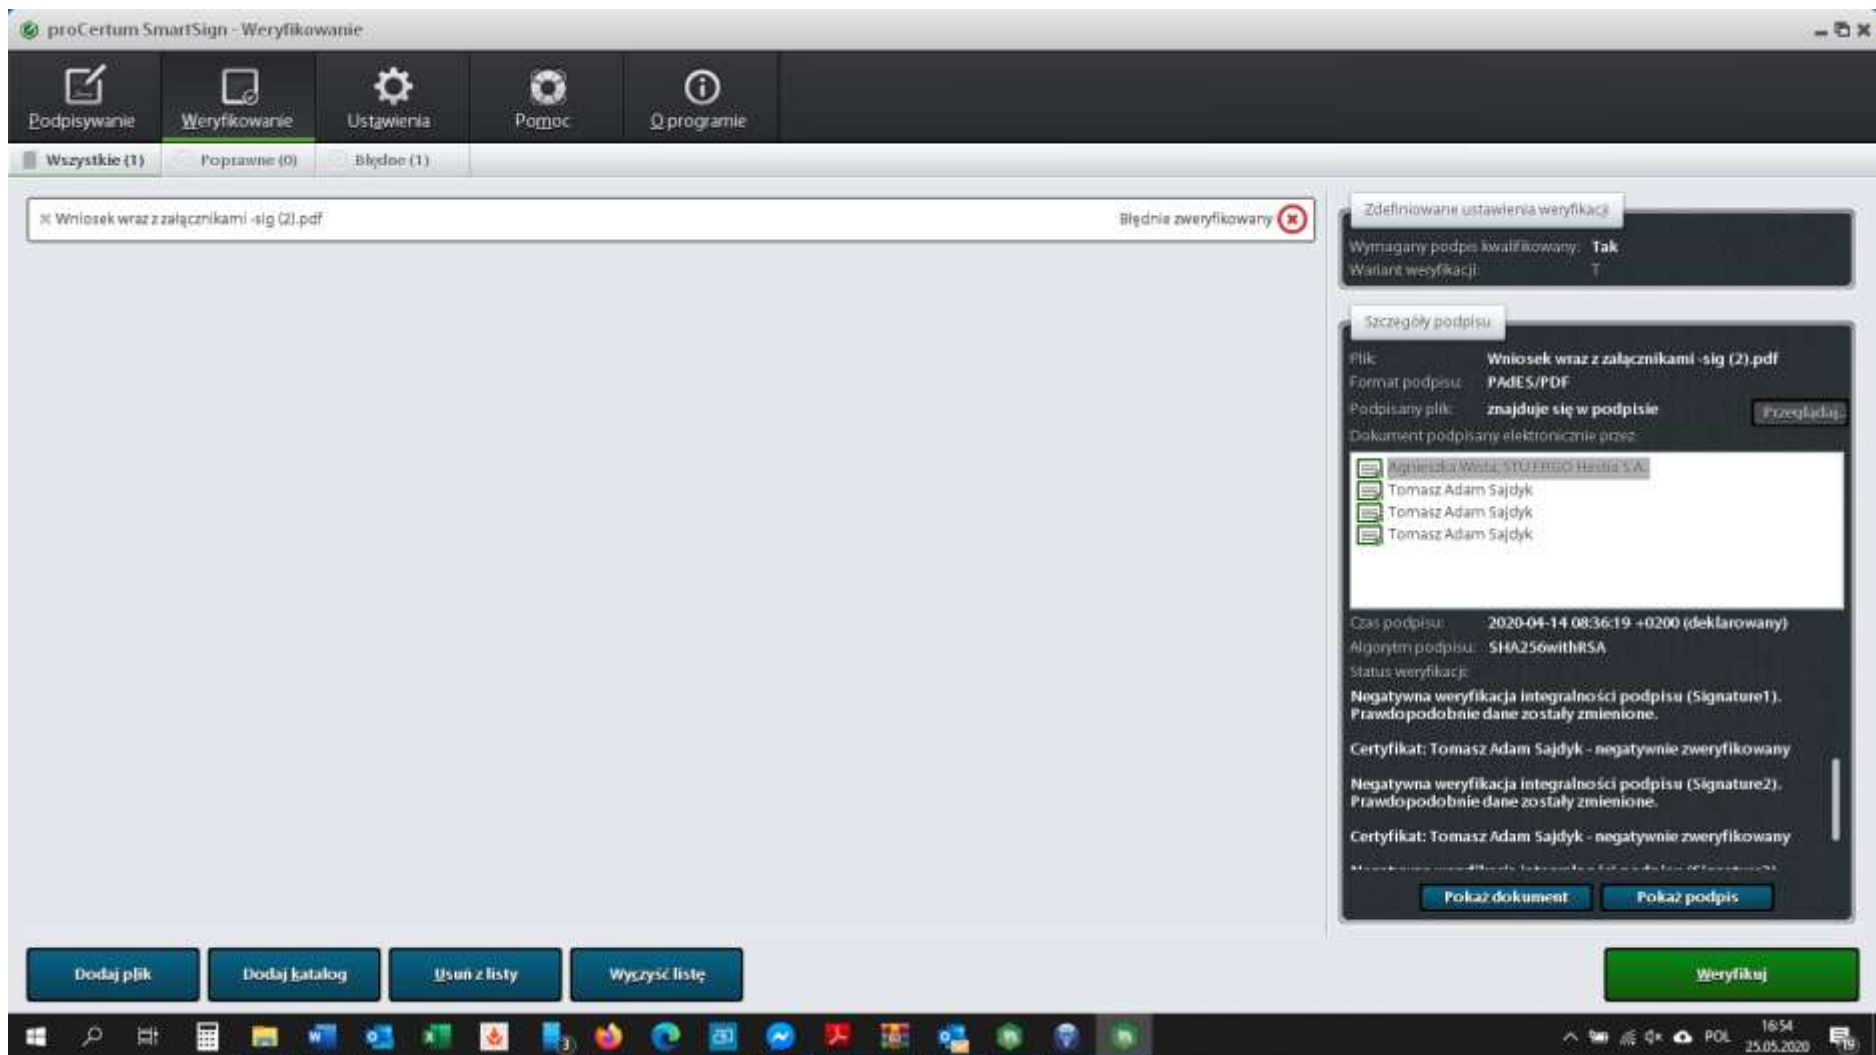 proCertum SmartSign - Weryfikowanie
Podpisywanie
Weryfikowanie
Ustawienia
Pomoc
O programie
Wszystkie (1)
Poprawne (0)
Błędne (1)
Wniosek wraz z załącznikami -sig (2).pdf
Błędnie zweryfikowany
Zdefiniowane ustawienia weryfikacji
Wymagany podpis kwalifikowany: Tak
Wariant weryfikacji: T
Szczegóły podpisu
Plik: Wniosek wraz z załącznikami -sig (2).pdf
Format podpisu: PAdES/PDF
Podpisany plik: znajduje się w podpisie
Przeglądaj...
Dokument podpisany elektronicznie przez:
Agnieszka STU ERGO Hestia S.A.
Tomasz Adam Sajdyk
Tomasz Adam Sajdyk
Tomasz Adam Sajdyk
Czas podpisu: 2020-04-14 08:36:19 +0200 (deklarowany)
Algorytm podpisu: SHA256withRSA
Status weryfikacji:
Negatywna weryfikacja integralności podpisu (Signature1).
Prawdopodobnie dane zostały zmienione.
Certyfikat: Tomasz Adam Sajdyk - negatywnie zweryfikowany
Negatywna weryfikacja integralności podpisu (Signature2).
Prawdopodobnie dane zostały zmienione.
Certyfikat: Tomasz Adam Sajdyk - negatywnie zweryfikowany
Pokaż dokument
Pokaż podpis
Dodaj plik
Dodaj katalog
Usuń z listy
Wyczyść listę
Weryfikuj
POL
16:54
25.05.2020